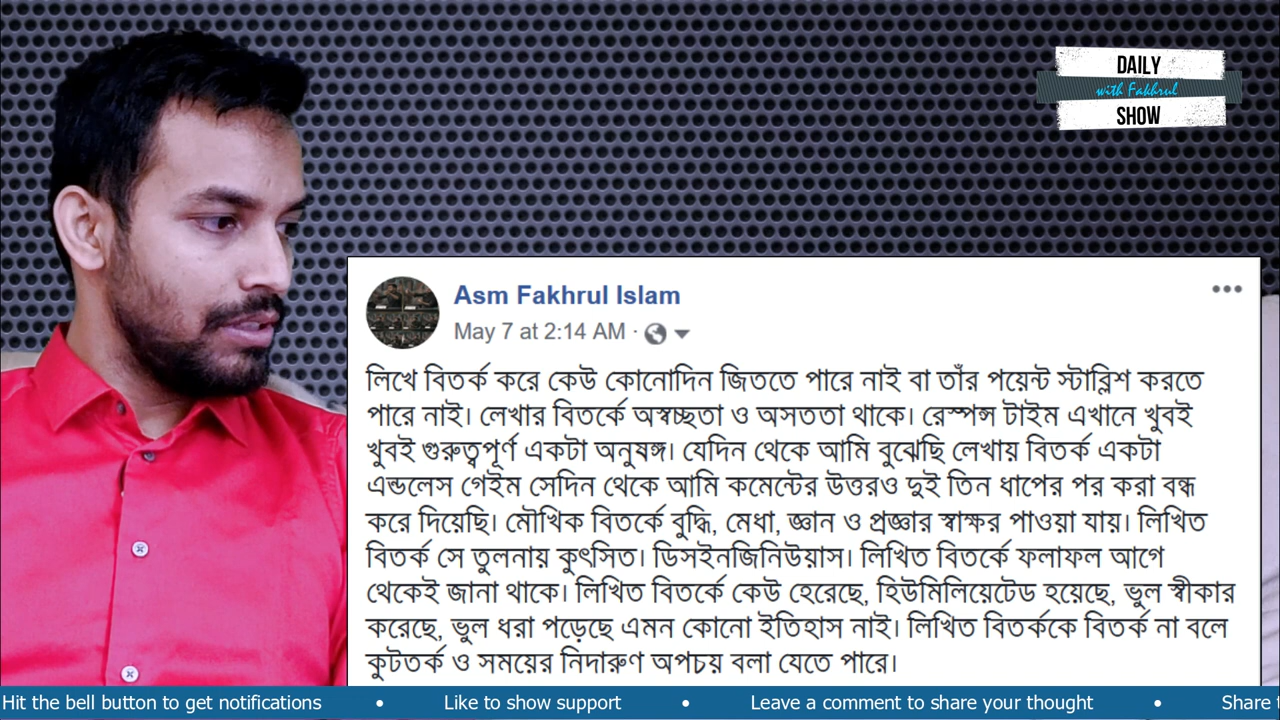 DAILY
with Fakhrul
SHOW
Asm Fakhrul Islam
May 7 at 2:14 AM ·
লিখে বিতর্ক করে কেউ কোনোদিন জিততে পারে নাই বা তাঁর পয়েন্ট স্টাব্লিশ করতে
পারে নাই। লেখার বিতর্কে অস্বচ্ছতা ও অসততা থাকে। রেস্পন্স টাইম এখানে খুবই
খুবই গুরুত্বপূর্ণ একটা অনুষঙ্গ। যেদিন থেকে আমি বুঝেছি লেখায় বিতর্ক একটা
এন্ডলেস গেইম সেদিন থেকে আমি কমেন্টের উত্তরও দুই তিন ধাপের পর করা বন্ধ
করে দিয়েছি। মৌখিক বিতর্কে বুদ্ধি, মেধা, জ্ঞান ও প্রজ্ঞার স্বাক্ষর পাওয়া যায়। লিখিত
বিতর্ক সে তুলনায় কুৎসিত। ডিসইনজিনিউয়াস। লিখিত বিতর্কে ফলাফল আগে
থেকেই জানা থাকে। লিখিত বিতর্কে কেউ হেরেছে, হিউমিলিয়েটেড হয়েছে, ভুল স্বীকার
করেছে, ভুল ধরা পড়েছে এমন কোনো ইতিহাস নাই। লিখিত বিতর্ককে বিতর্ক না বলে
কুটতর্ক ও সময়ের নিদারুণ অপচয় বলা যেতে পারে।
Hit the bell button to get notifications • Like to show support • Leave a comment to share your thought • Share